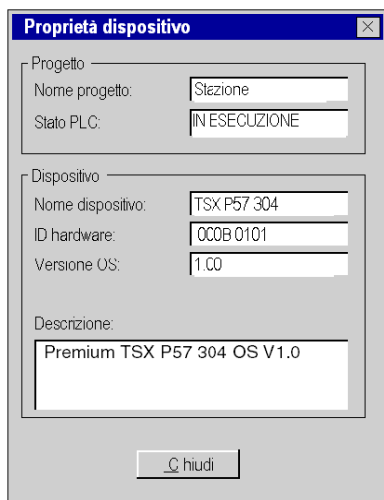 Proprietà dispositivo
Progetto
Nome progetto: Stazione
Stato PLC: IN ESECUZIONE
Dispositivo
Nome dispositivo: TSX P57 304
ID hardware: 000B 0101
Versione OS: 1.00
Descrizione:
Premium TSX P57 304 OS V1.0
C hiudi